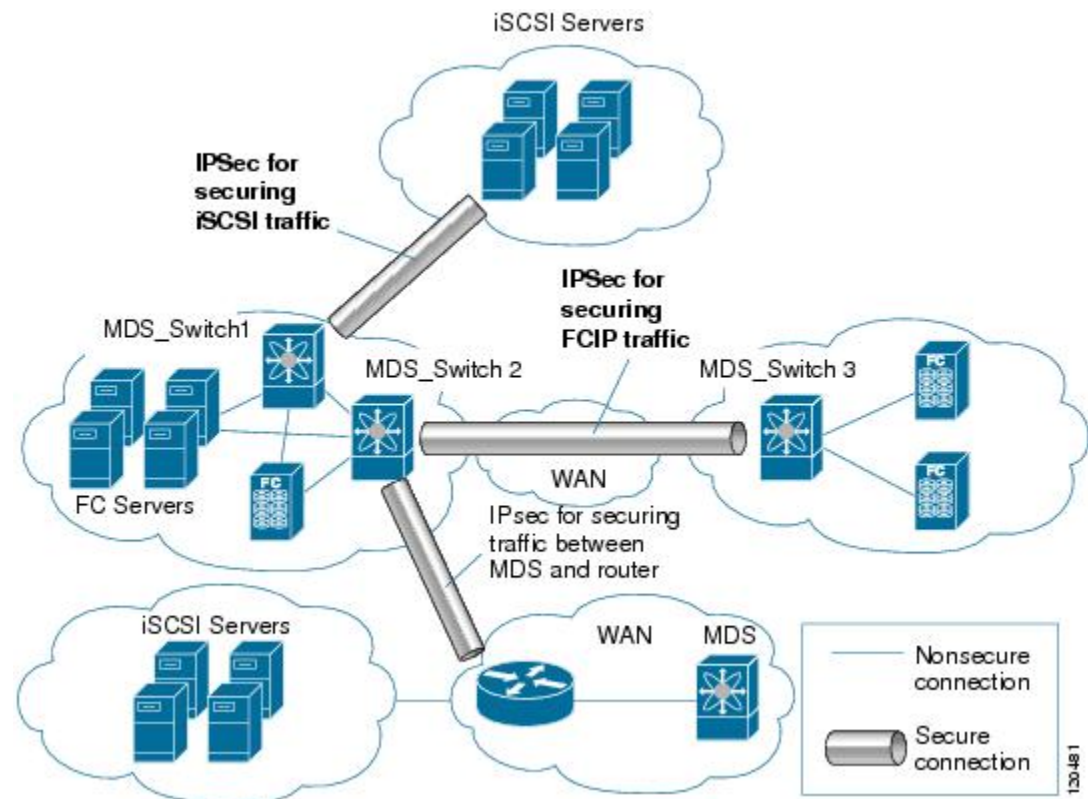 iSCSI Servers
IPSec for
securing
iSCSI traffic
IPSec for
securing
FCIP traffic
MDS_Switch1
MDS_Switch 2
MDS_Switch 3
FC
FC
FC
FC Servers
WAN
IPsec for securing
traffic between
MDS and router
iSCSI Servers
WAN
MDS
Nonsecure
connection
Secure
connection
120481